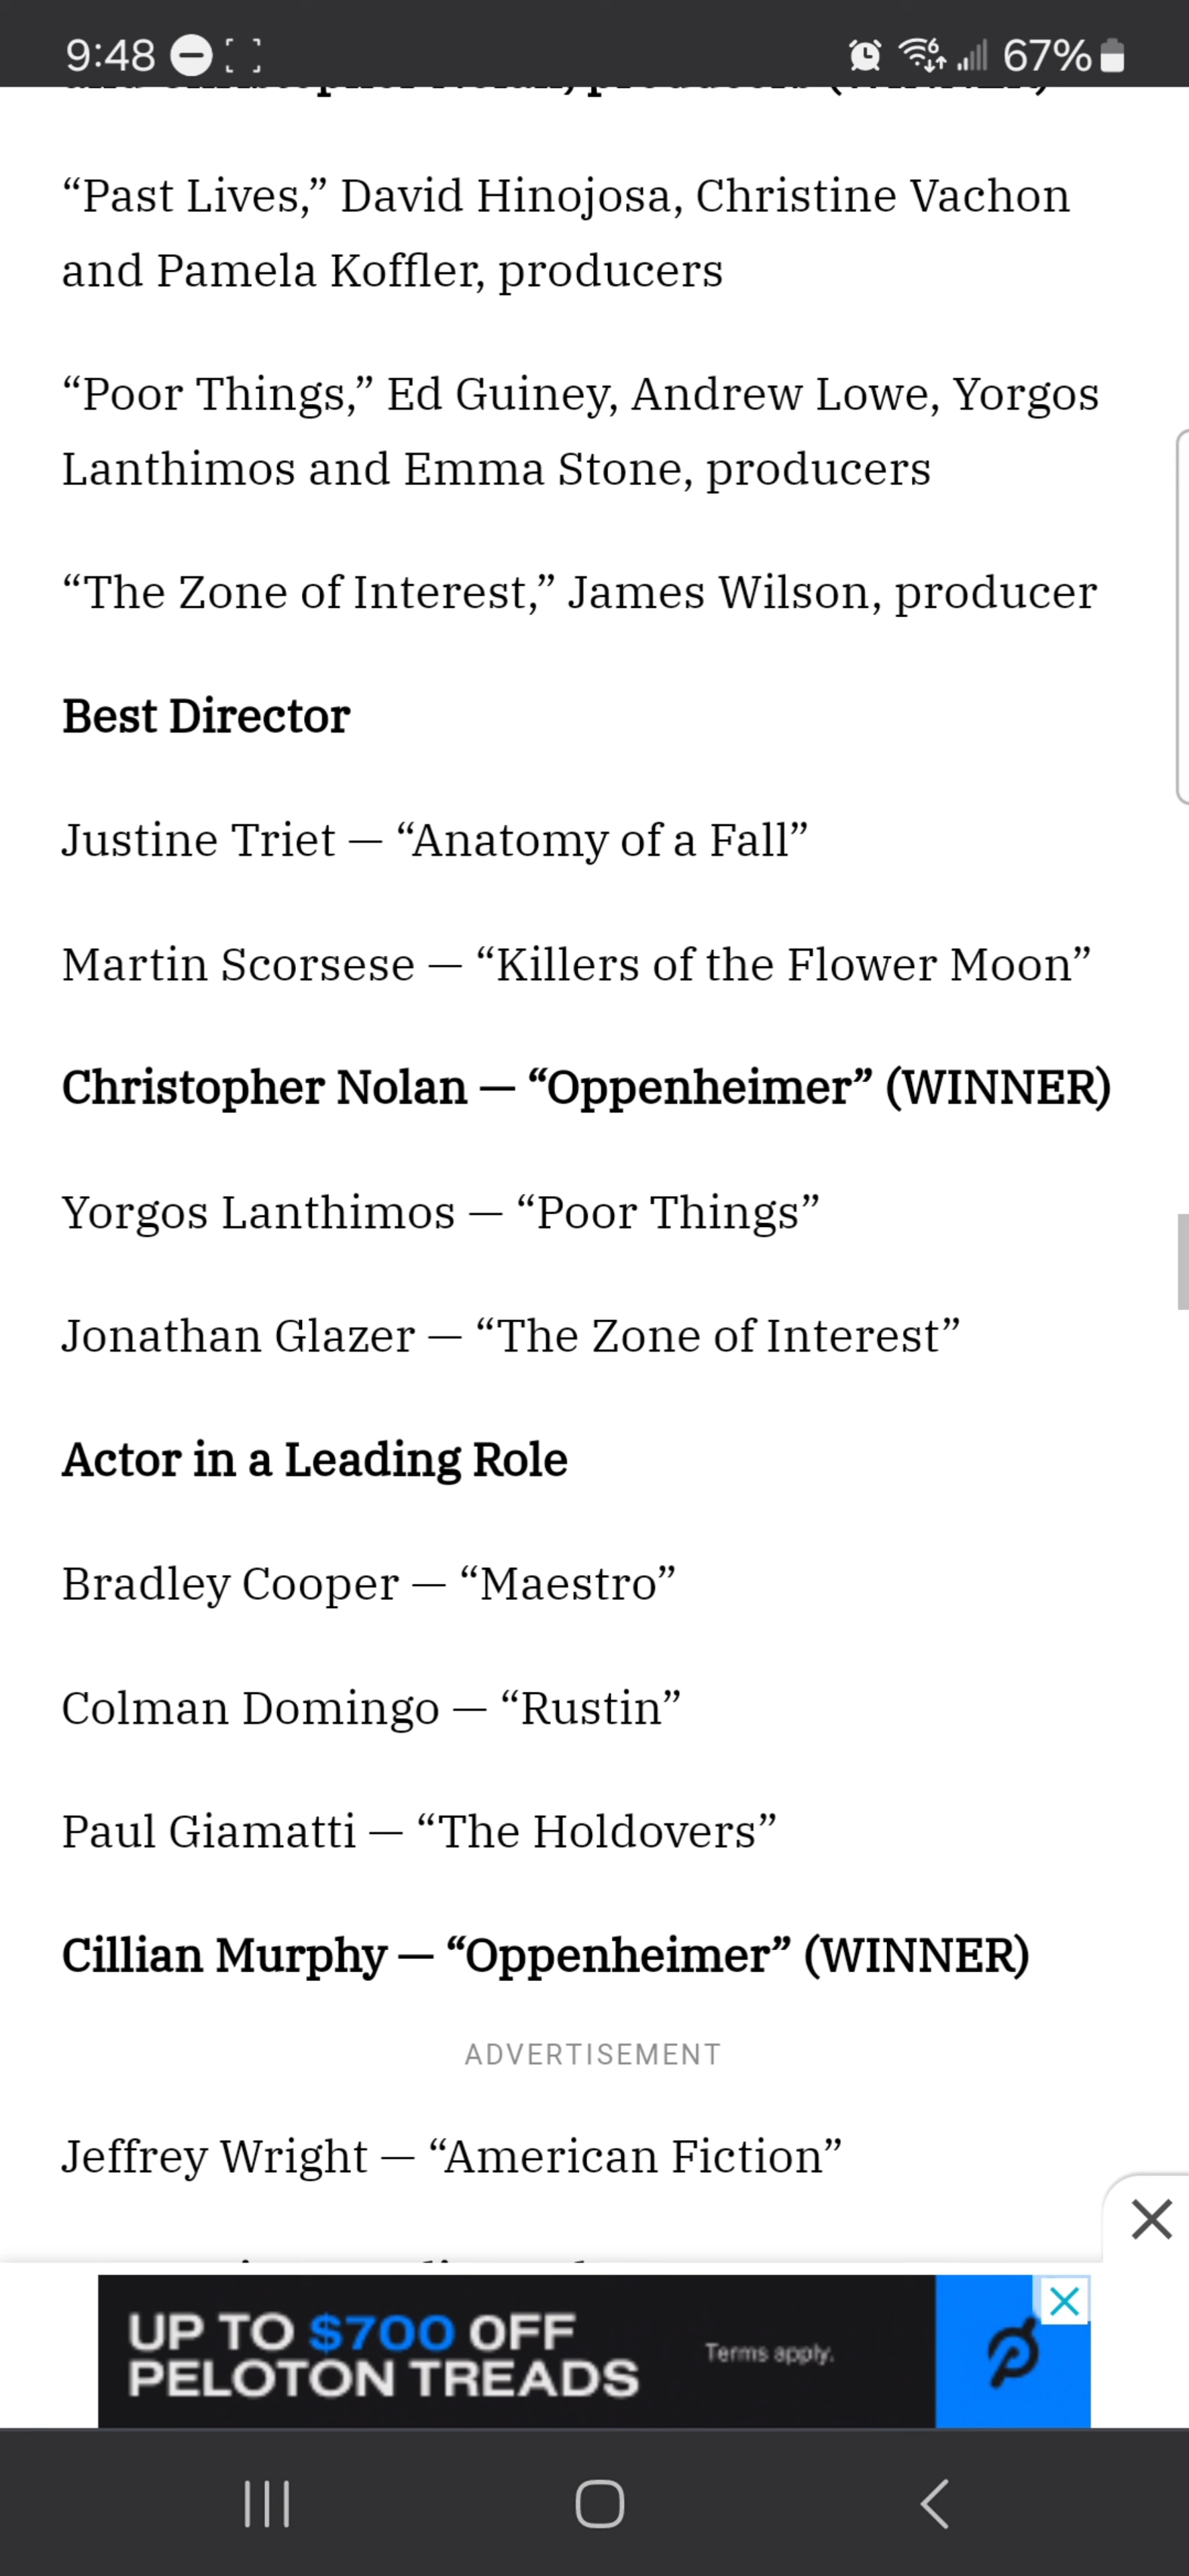 9:48
67%
“Past Lives,” David Hinojosa, Christine Vachon
and Pamela Koffler, producers
“Poor Things,” Ed Guiney, Andrew Lowe, Yorgos
Lanthimos and Emma Stone, producers
“The Zone of Interest,” James Wilson, producer
Best Director
Justine Triet — “Anatomy of a Fall”
Martin Scorsese — “Killers of the Flower Moon”
Christopher Nolan — “Oppenheimer” (WINNER)
Yorgos Lanthimos — “Poor Things”
Jonathan Glazer — “The Zone of Interest”
Actor in a Leading Role
Bradley Cooper — “Maestro”
Colman Domingo — “Rustin”
Paul Giamatti — “The Holdovers”
Cillian Murphy — “Oppenheimer” (WINNER)
ADVERTISEMENT
Jeffrey Wright — “American Fiction”
UP TO $700 OFF
PELOTON TREADS
Terms apply.